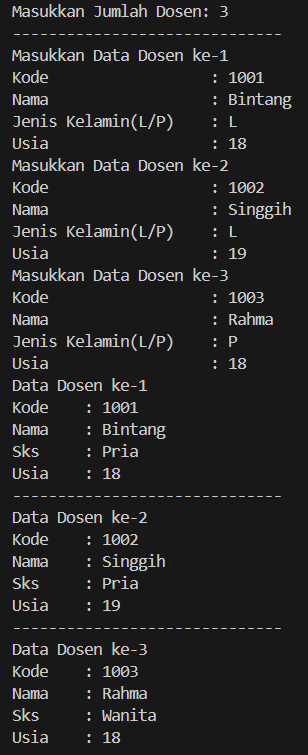 Masukkan Jumlah Dosen: 3
------------------------------
Masukkan Data Dosen ke-1
Kode                  : 1001
Nama                  : Bintang
Jenis Kelamin(L/P)    : L
Usia                  : 18
Masukkan Data Dosen ke-2
Kode                  : 1002
Nama                  : Singgih
Jenis Kelamin(L/P)    : L
Usia                  : 19
Masukkan Data Dosen ke-3
Kode                  : 1003
Nama                  : Rahma
Jenis Kelamin(L/P)    : P
Usia                  : 18
Data Dosen ke-1
Kode    : 1001
Nama    : Bintang
Sks     : Pria
Usia    : 18
------------------------------
Data Dosen ke-2
Kode    : 1002
Nama    : Singgih
Sks     : Pria
Usia    : 19
------------------------------
Data Dosen ke-3
Kode    : 1003
Nama    : Rahma
Sks     : Wanita
Usia    : 18